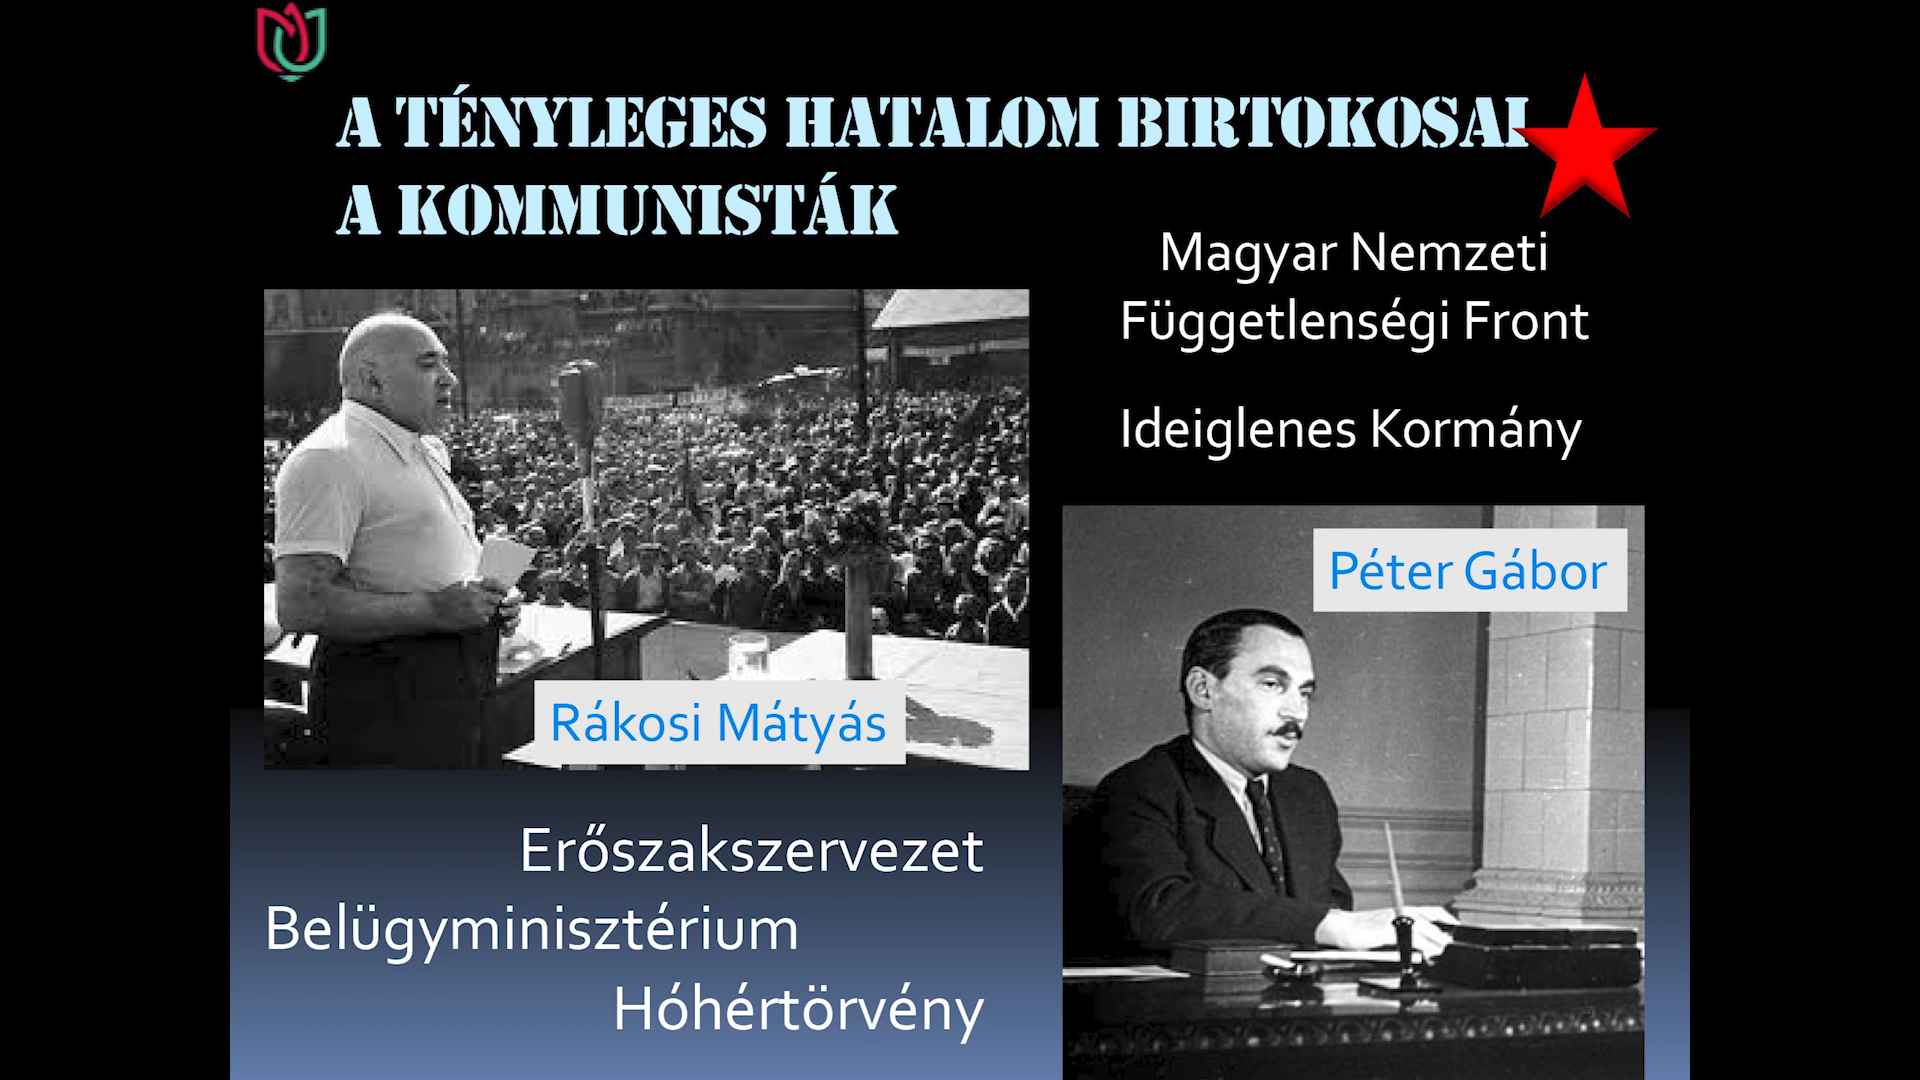 A TÉNYLEGES HATALOM BIRTOKOSAI
A KOMMUNISTÁK
Magyar Nemzeti
Függetlenségi Front
Ideiglenes Kormány
Péter Gábor
Rákosi Mátyás
Erőszakszervezet
Belügyminisztérium
Hóhértörvény